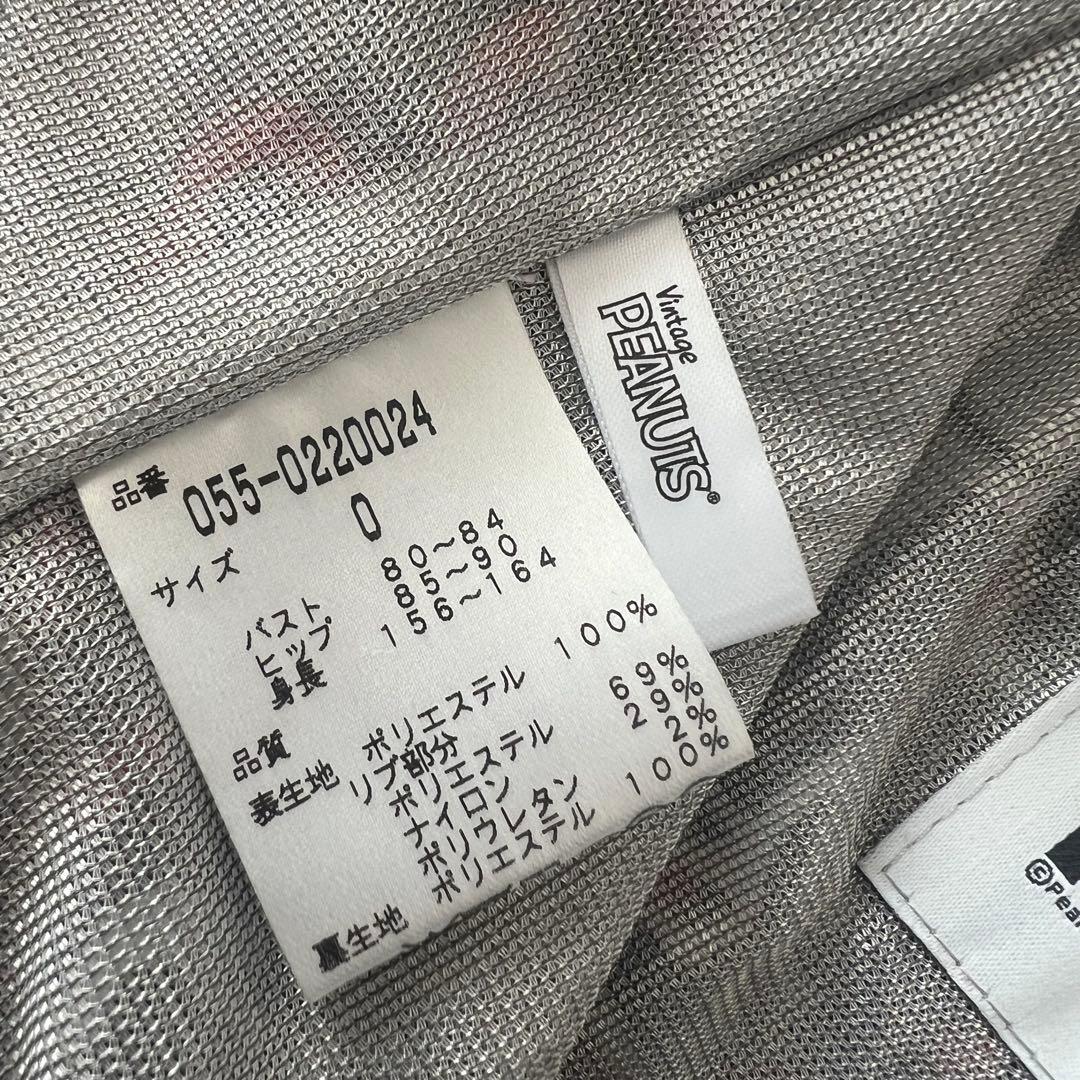 品番 055-0220024
サイズ 0
バスト 80~84
ヒップ 85~90
身長 156~164
品質
表生地 ポリエステル 100%
リブ部分
ポリエステル 69%
ナイロン 29%
ポリウレタン 2%
裏生地 ポリエステル 100%
Vintage
PEANUTS®
©Pea